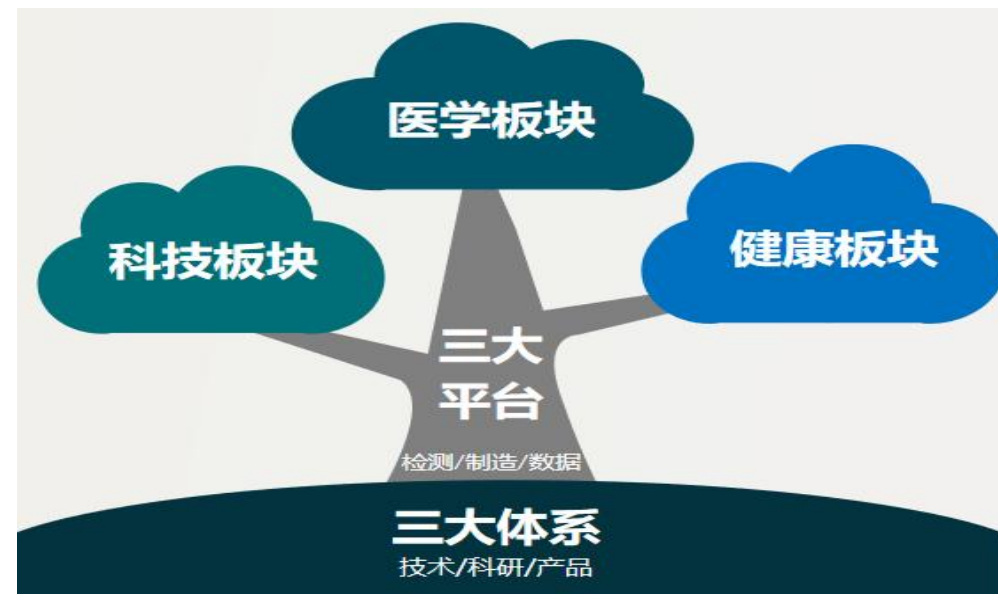 医学板块
科技板块
健康板块
三大
平台
检测/制造/数据
三大体系
技术/科研/产品